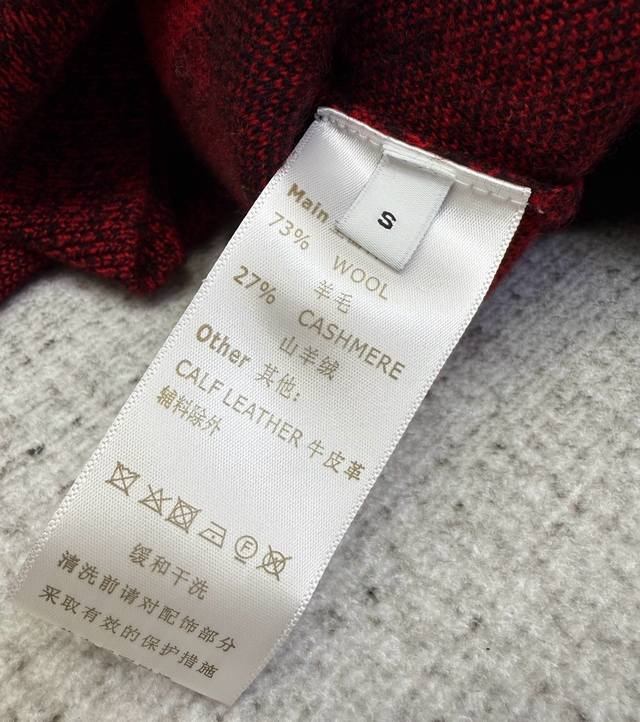 Main
S
73% WOOL
羊毛
27% CASHMERE
山羊绒
Other 其他:
CALF LEATHER 牛皮革
辅料除外
F
缓和干洗
清洗前请对配饰部分
采取有效的保护措施